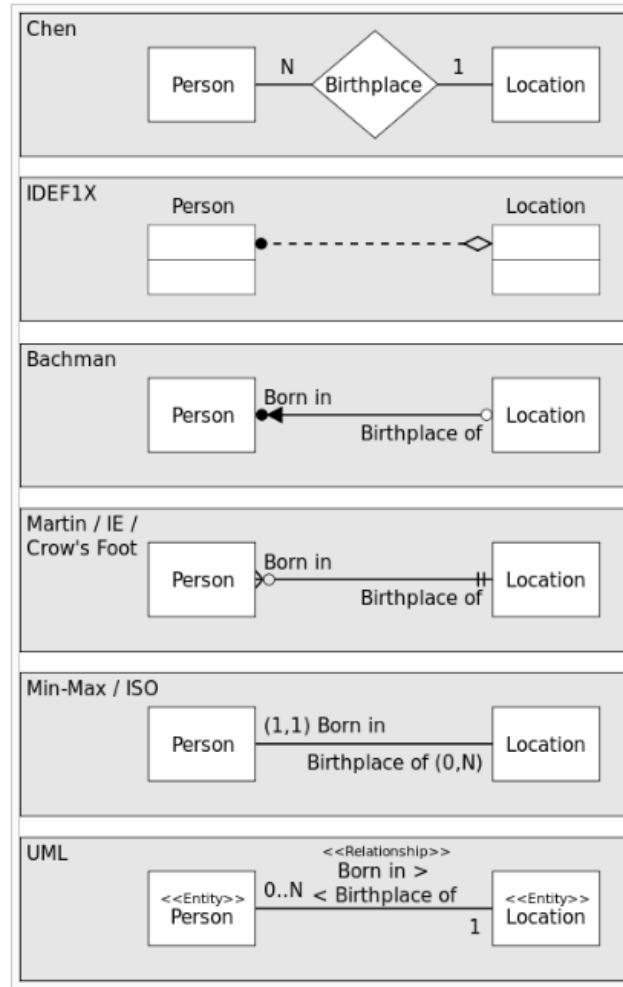 Chen
Person
N
Birthplace
1
Location
IDEF1X
Person
Location
Bachman
Person
Born in
Birthplace of
Location
Martin / IE /
Crow's Foot
Person
Born in
Birthplace of
Location
Min-Max / ISO
Person
(1,1) Born in
Birthplace of (0,N)
Location
UML
<<Entity>>
Person
0..N
<<Relationship>>
Born in >
< Birthplace of
1
<<Entity>>
Location